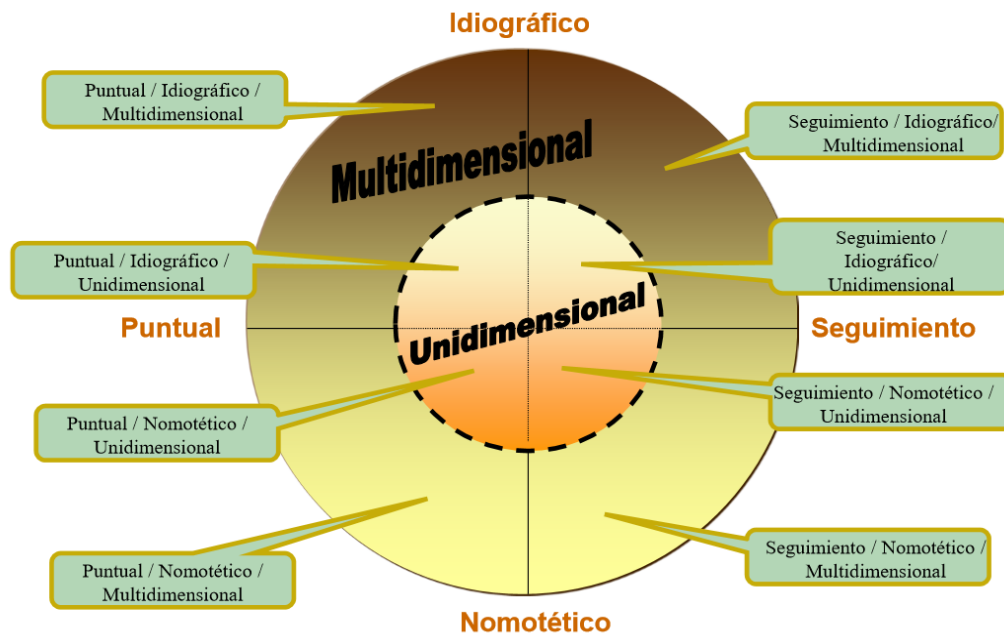 Idiográfico
Puntual / Idiográfico /
Multidimensional
Seguimiento / Idiográfico/
Multidimensional
Multidimensional
Puntual / Idiográfico /
Unidimensional
Seguimiento /
Idiográfico/
Unidimensional
Puntual
Unidimensional
Seguimiento
Puntual / Nomotético /
Unidimensional
Seguimiento / Nomotético /
Unidimensional
Puntual / Nomotético /
Multidimensional
Seguimiento / Nomotético /
Multidimensional
Nomotético